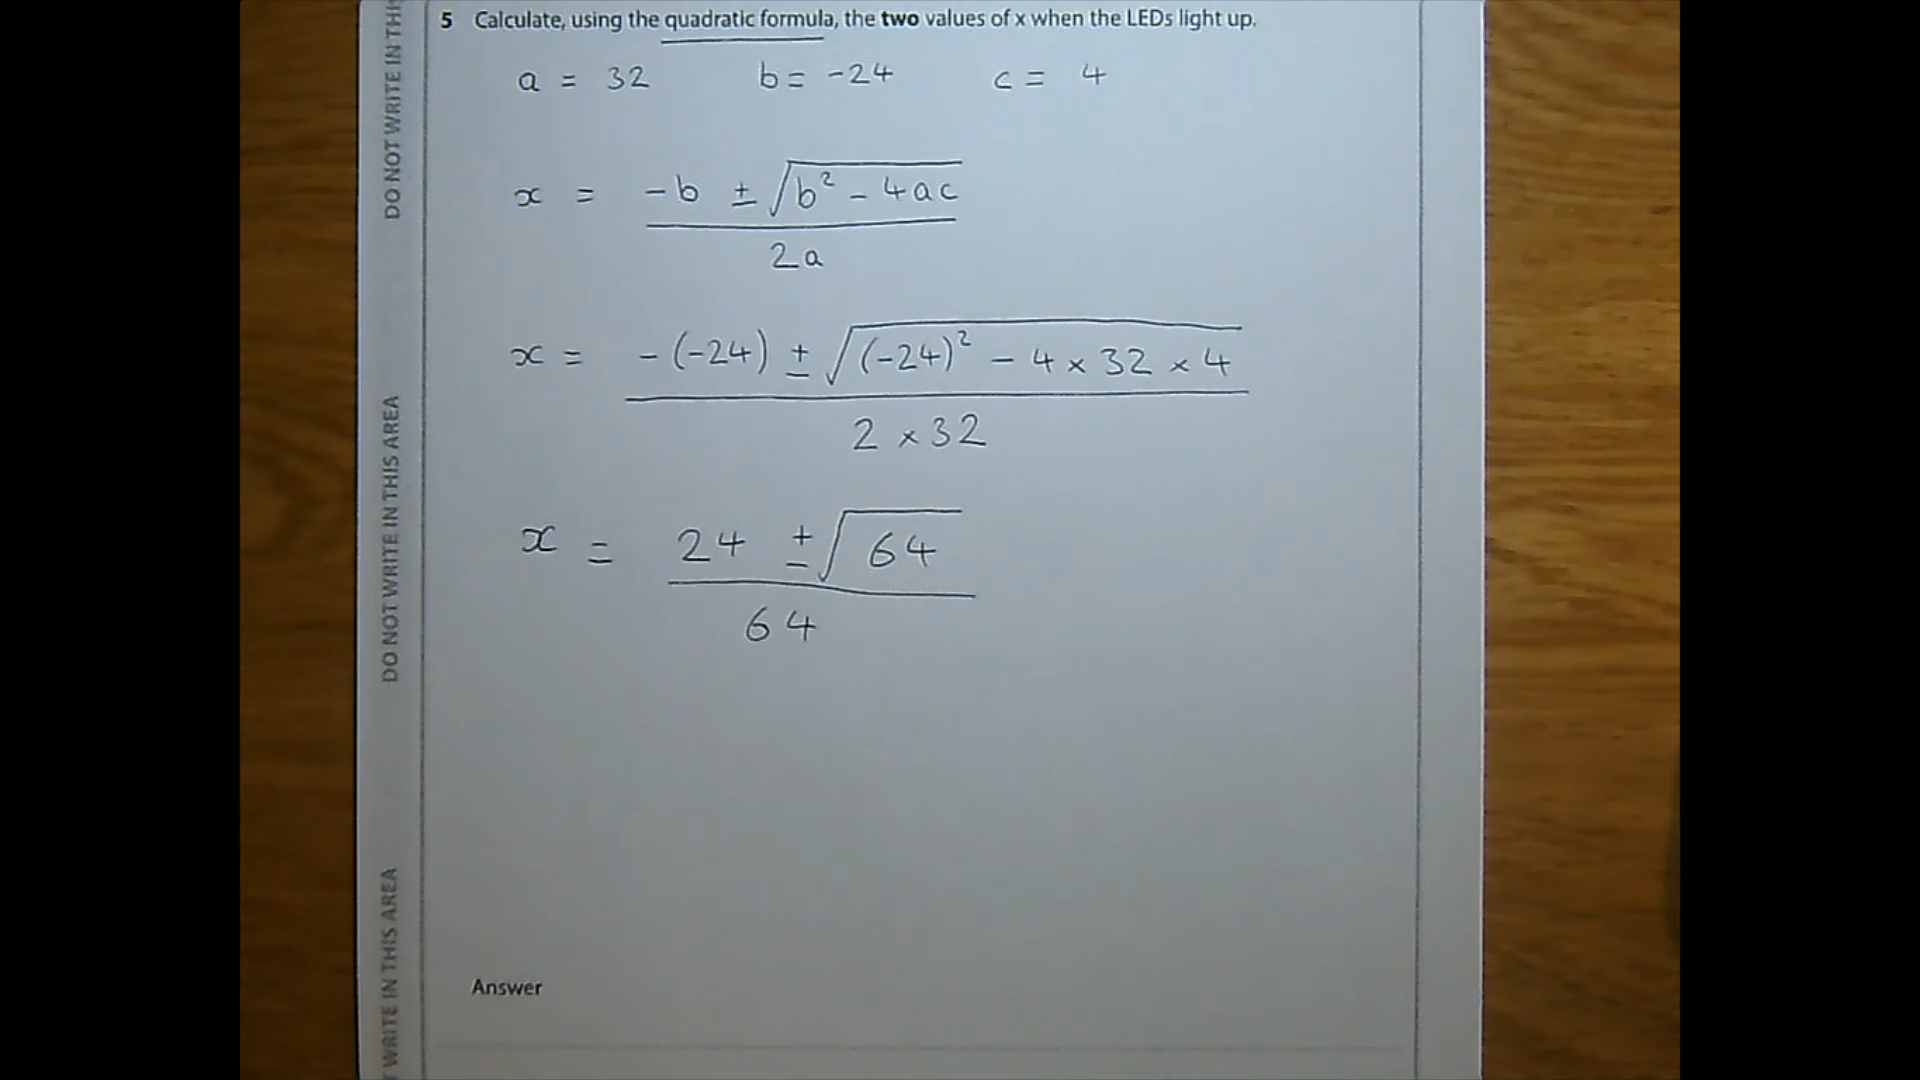 5 Calculate, using the quadratic formula, the two values of x when the LEDs light up.
a = 32 b = -24 c = 4
x = -b ± √b² - 4ac
2a
x = -(-24) ± √(-24)² - 4 × 32 × 4
2 × 32
x = 24 ± √64
64
Answer
DO NOT WRITE IN THIS
DO NOT WRITE IN THIS AREA
WRITE IN THIS AREA